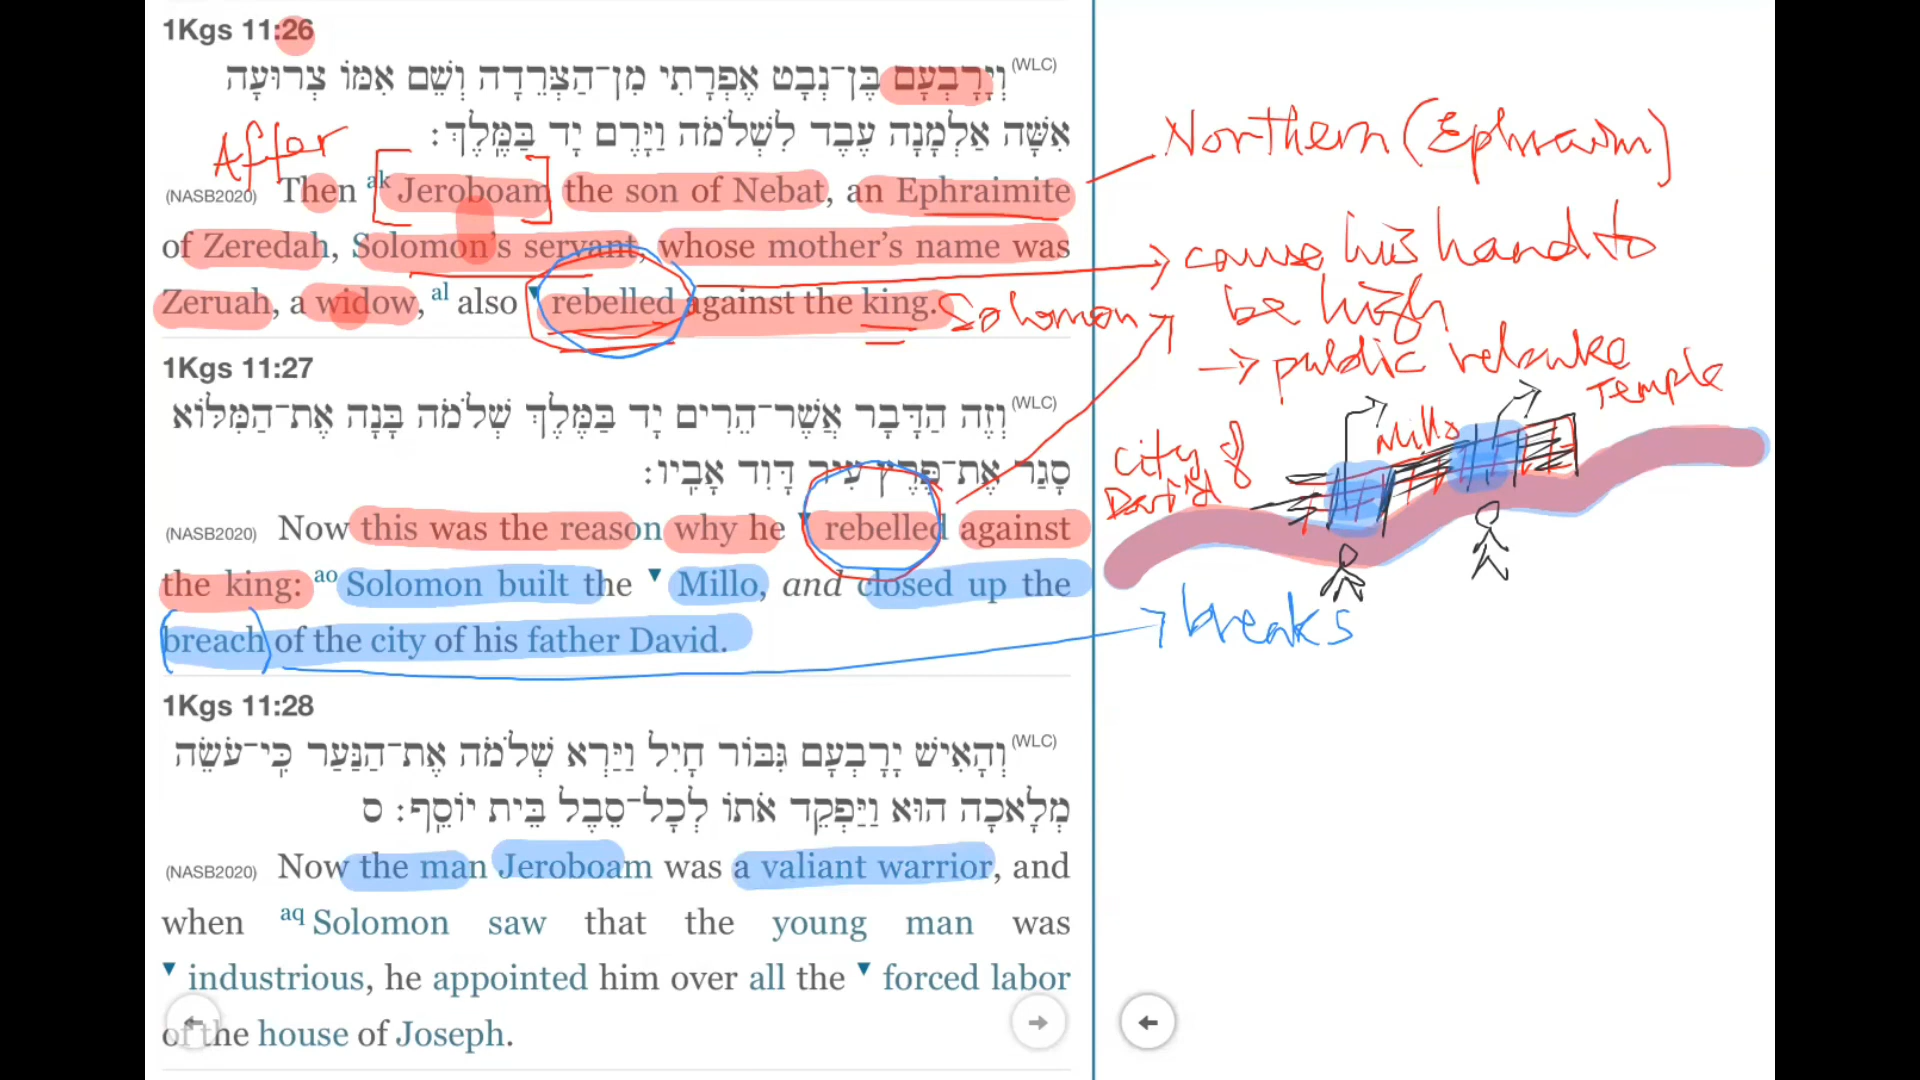 1Kgs 11:26
(WLC) וְיָרָבְעָם בֶּן־נְבָט אֶפְרָתִי מִן־הַצְּרֵדָה וְשֵׁם אִמּוֹ צְרוּעָה
אִשָּׁה אַלְמָנָה עֶבֶד לִשְׁלֹמֹה וַיָּרֶם יָד בַּמֶּֽלֶךְ׃
After
(NASB2020) Then ak Jeroboam the son of Nebat, an Ephraimite
of Zeredah, Solomon’s servant, whose mother’s name was
Zeruah, a widow, al also ▼ rebelled against the king. Solomon
1Kgs 11:27
(WLC) וְזֶה הַדָּבָר אֲשֶׁר־הֵרִים יָד בַּמֶּלֶךְ שְׁלֹמֹה בָּנָה אֶת־הַמִּלּוֹא
סָגַר אֶת־פֶּרֶץ עִיר דָּוִד אָבִֽיו׃
(NASB2020) Now this was the reason why he ▼ rebelled against
the king: ao Solomon built the ▼ Millo, and closed up the
breach of the city of his father David.
1Kgs 11:28
(WLC) וְהָאִישׁ יָרָבְעָם גִּבּוֹר חָיִל וַיַּרְא שְׁלֹמֹה אֶת־הַנַּעַר כִּֽי־עֹשֵׂה
מְלָאכָה הוּא וַיַּפְקֵד אֹתוֹ לְכָל־סֵבֶל בֵּית יוֹסֵֽף׃ ס
(NASB2020) Now the man Jeroboam was a valiant warrior, and
when aq Solomon saw that the young man was
▼ industrious, he appointed him over all the ▼ forced labor
of the house of Joseph.
Northern (Ephraim)
→ cause his hand to
be high
→ public rebuke
Temple
Millo
City of
David
→ breaks